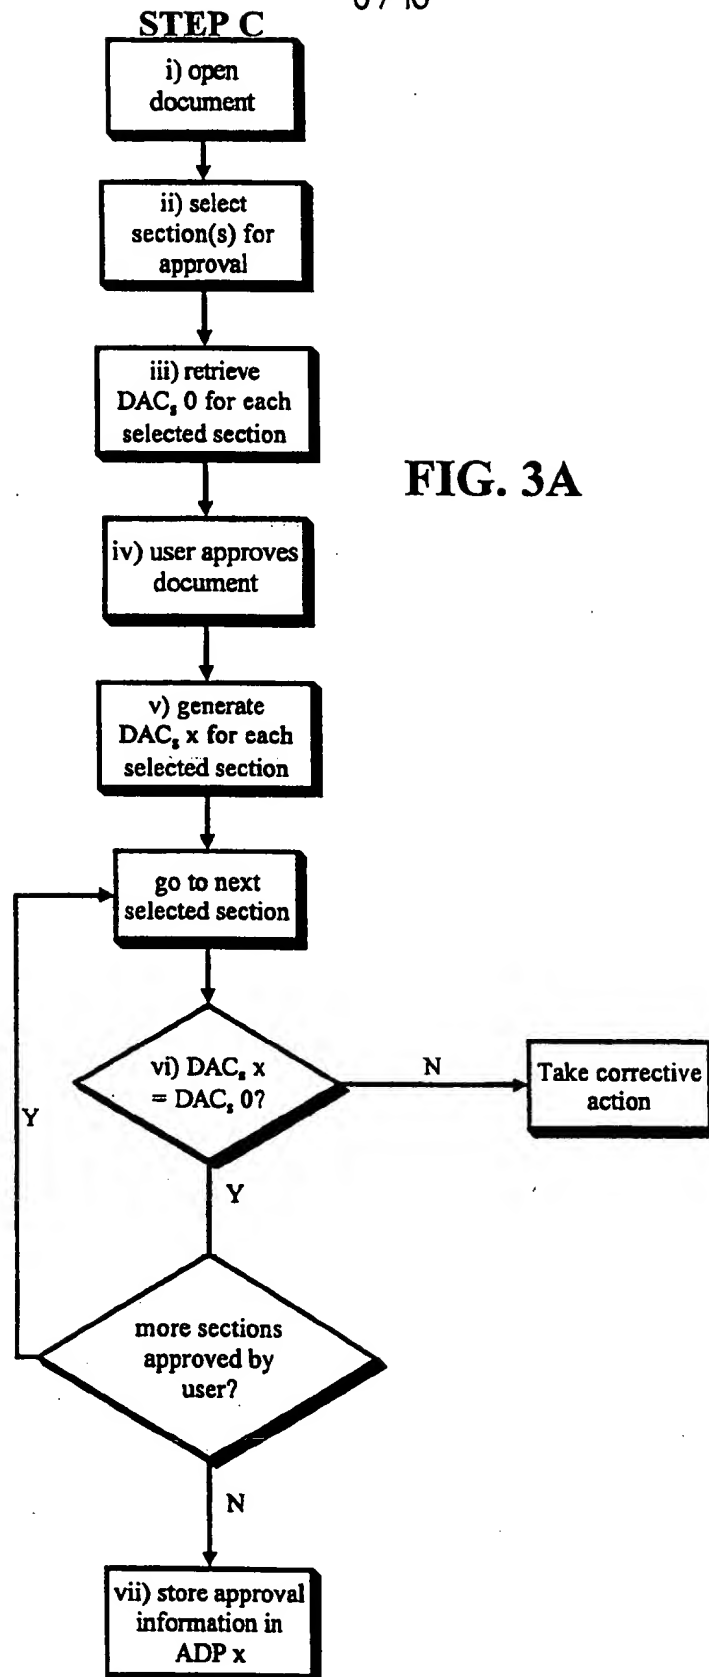 STEP C
i) open
document
ii) select
section(s) for
approval
iii) retrieve
DACs 0 for each
selected section
FIG. 3A
iv) user approves
document
v) generate
DACs x for each
selected section
go to next
selected section
vi) DACs x
= DACs 0?
N
Take corrective
action
Y
Y
more sections
approved by
user?
N
vii) store approval
information in
ADP x